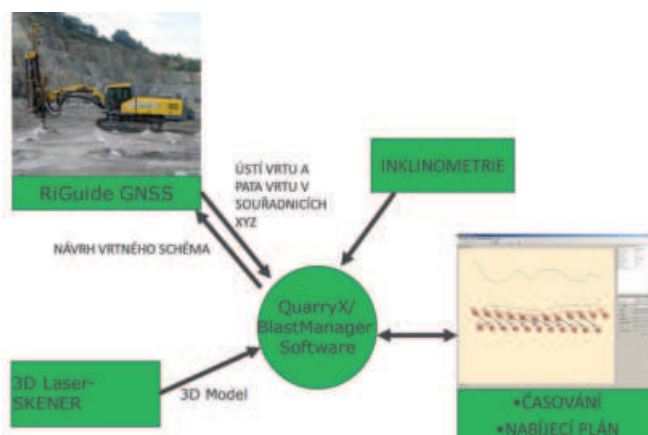 RiGuide GNSS
ÚSTÍ VRTU A
PATA VRTU V
SOUŘADNICÍCH
XYZ
INKLINOMETRIE
NÁVRH VRTNÉHO SCHÉMA
QuarryX/
BlastManager
Software
3D Laser-
SKENER
3D Model
•ČASOVÁNÍ
•NABÍJECÍ PLÁN